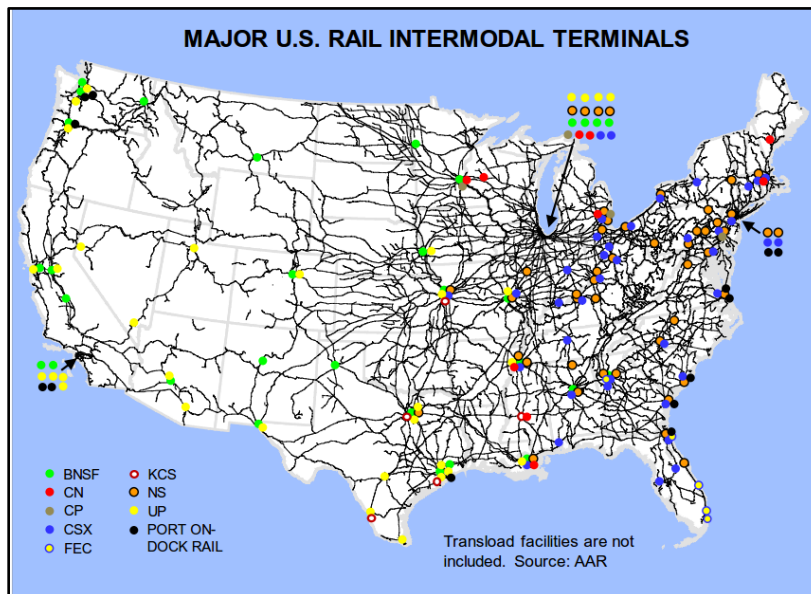 MAJOR U.S. RAIL INTERMODAL TERMINALS
BNSF
CN
CP
CSX
FEC
KCS
NS
UP
PORT ON-
DOCK RAIL
Transload facilities are not
included. Source: AAR